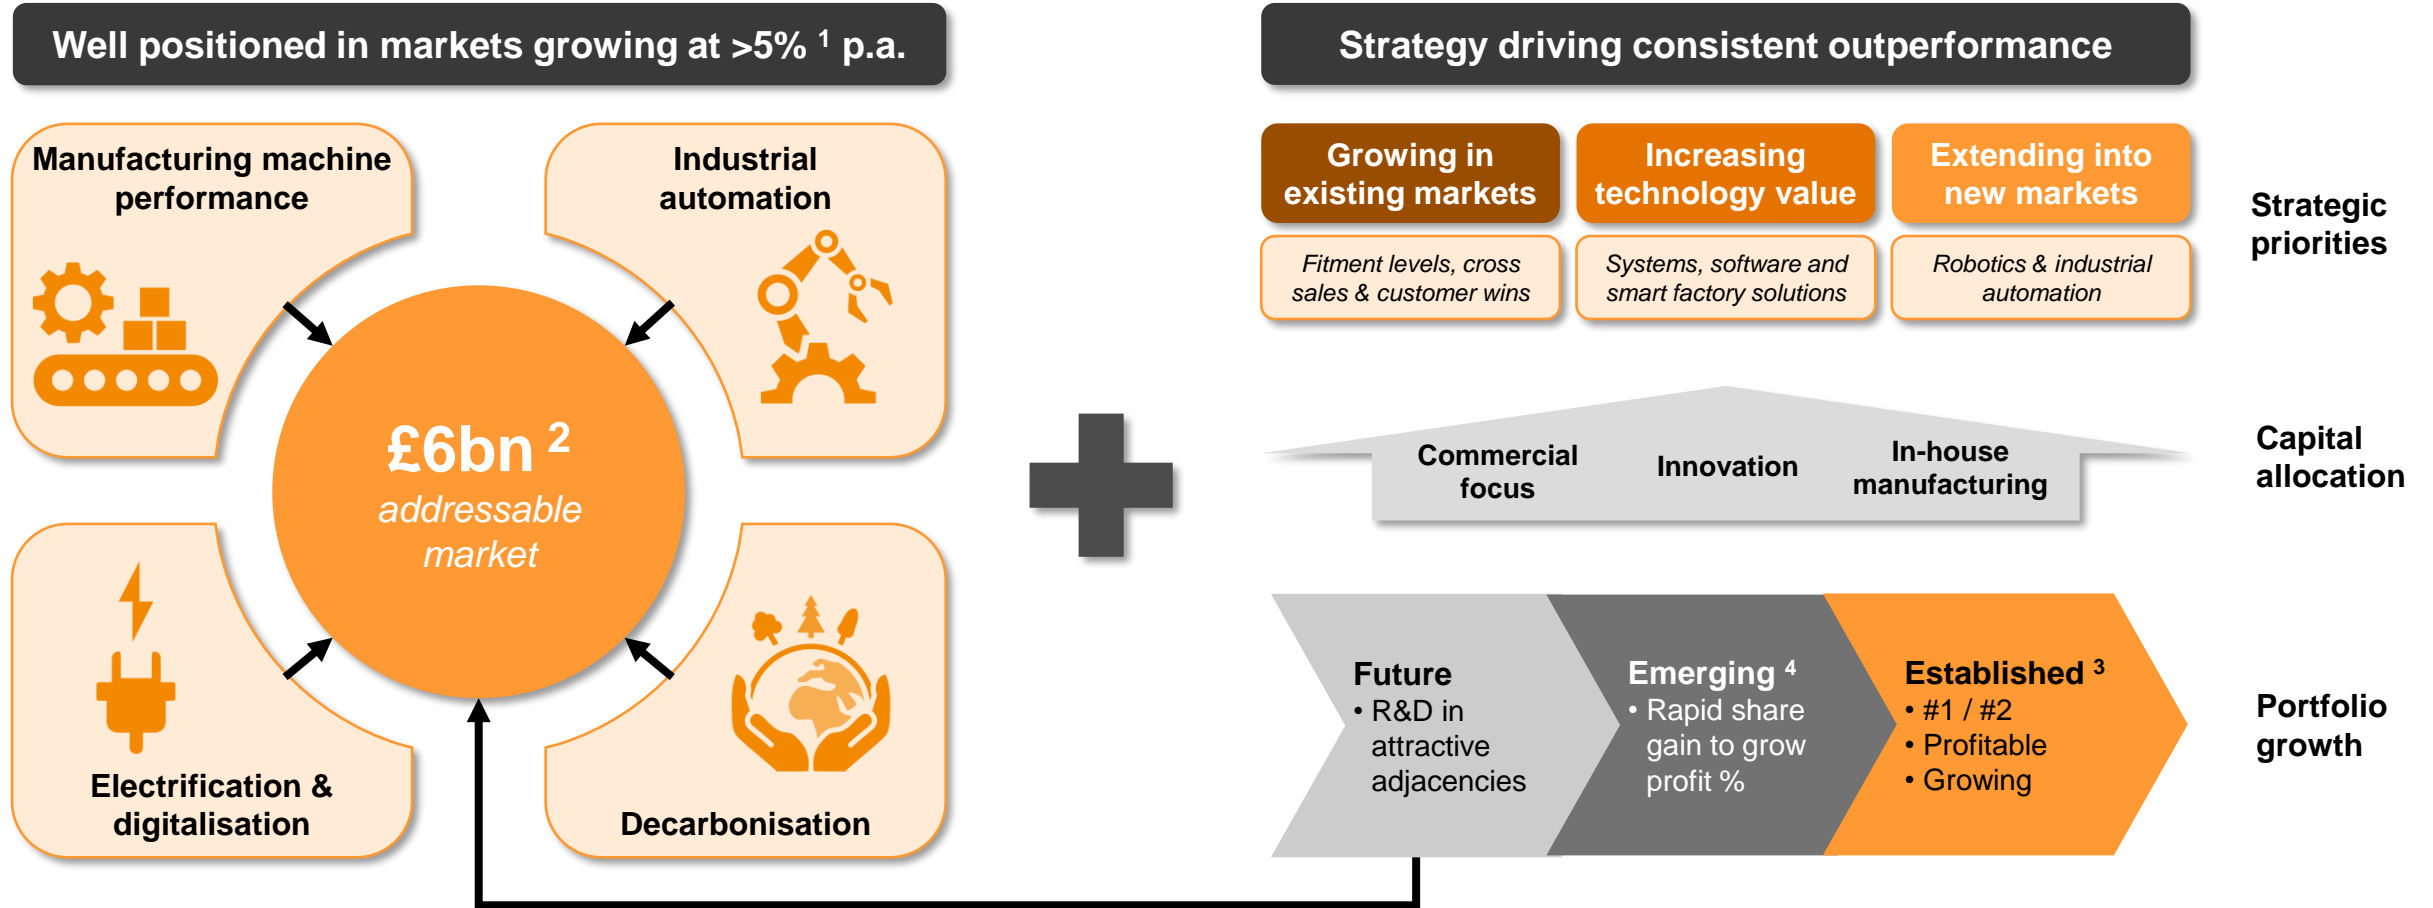 Well positioned in markets growing at >5% 1 p.a.
Manufacturing machine
performance
Industrial
automation
£6bn 2
addressable
market
Electrification &
digitalisation
Decarbonisation
Strategy driving consistent outperformance
Growing in
existing markets
Increasing
technology value
Extending into
new markets
Fitment levels, cross
sales & customer wins
Systems, software and
smart factory solutions
Robotics & industrial
automation
Strategic
priorities
Commercial
focus
Innovation
In-house
manufacturing
Capital
allocation
Future
• R&D in
attractive
adjacencies
Emerging 4
• Rapid share
gain to grow
profit %
Established 3
• #1 / #2
• Profitable
• Growing
Portfolio
growth